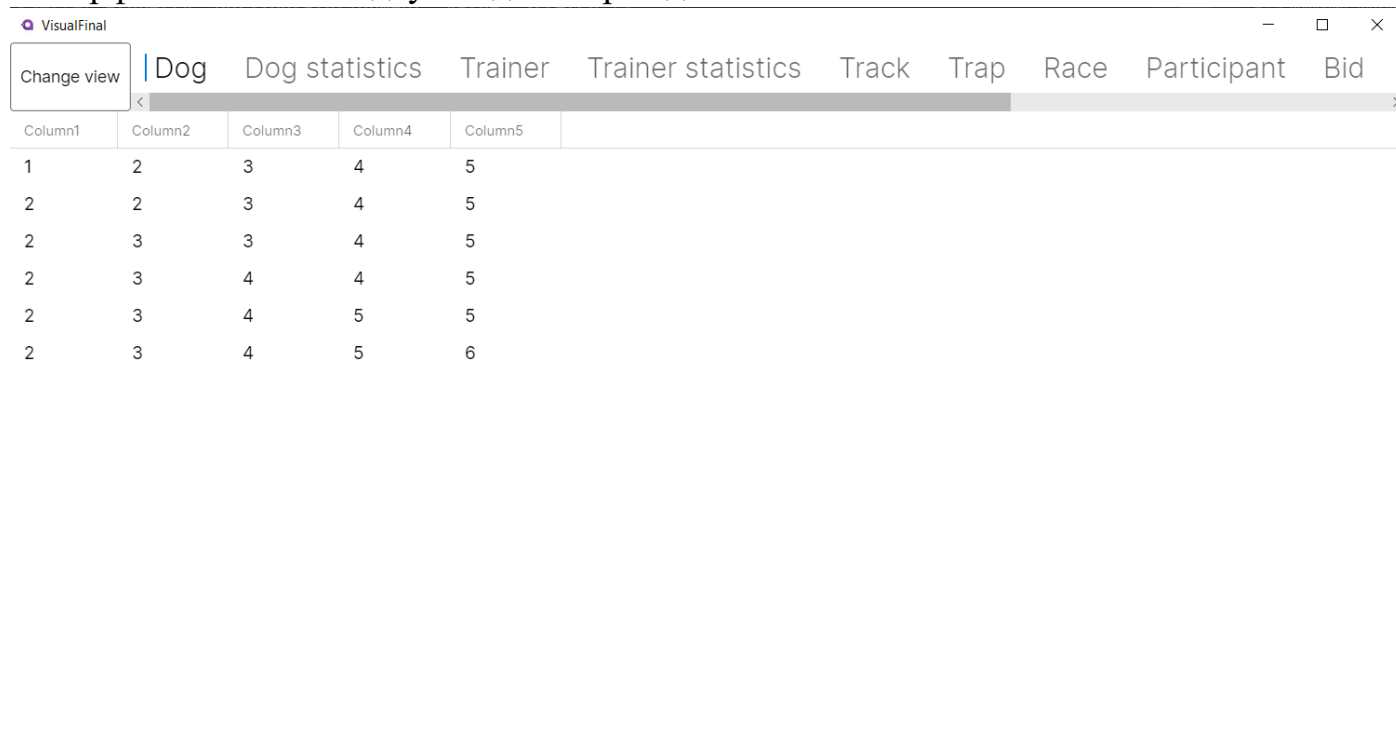 VisualFinal
Change view Dog Dog statistics Trainer Trainer statistics Track Trap Race Participant Bid
Column1 Column2 Column3 Column4 Column5
1 2 3 4 5
2 2 3 4 5
2 3 3 4 5
2 3 4 4 5
2 3 4 5 5
2 3 4 5 6